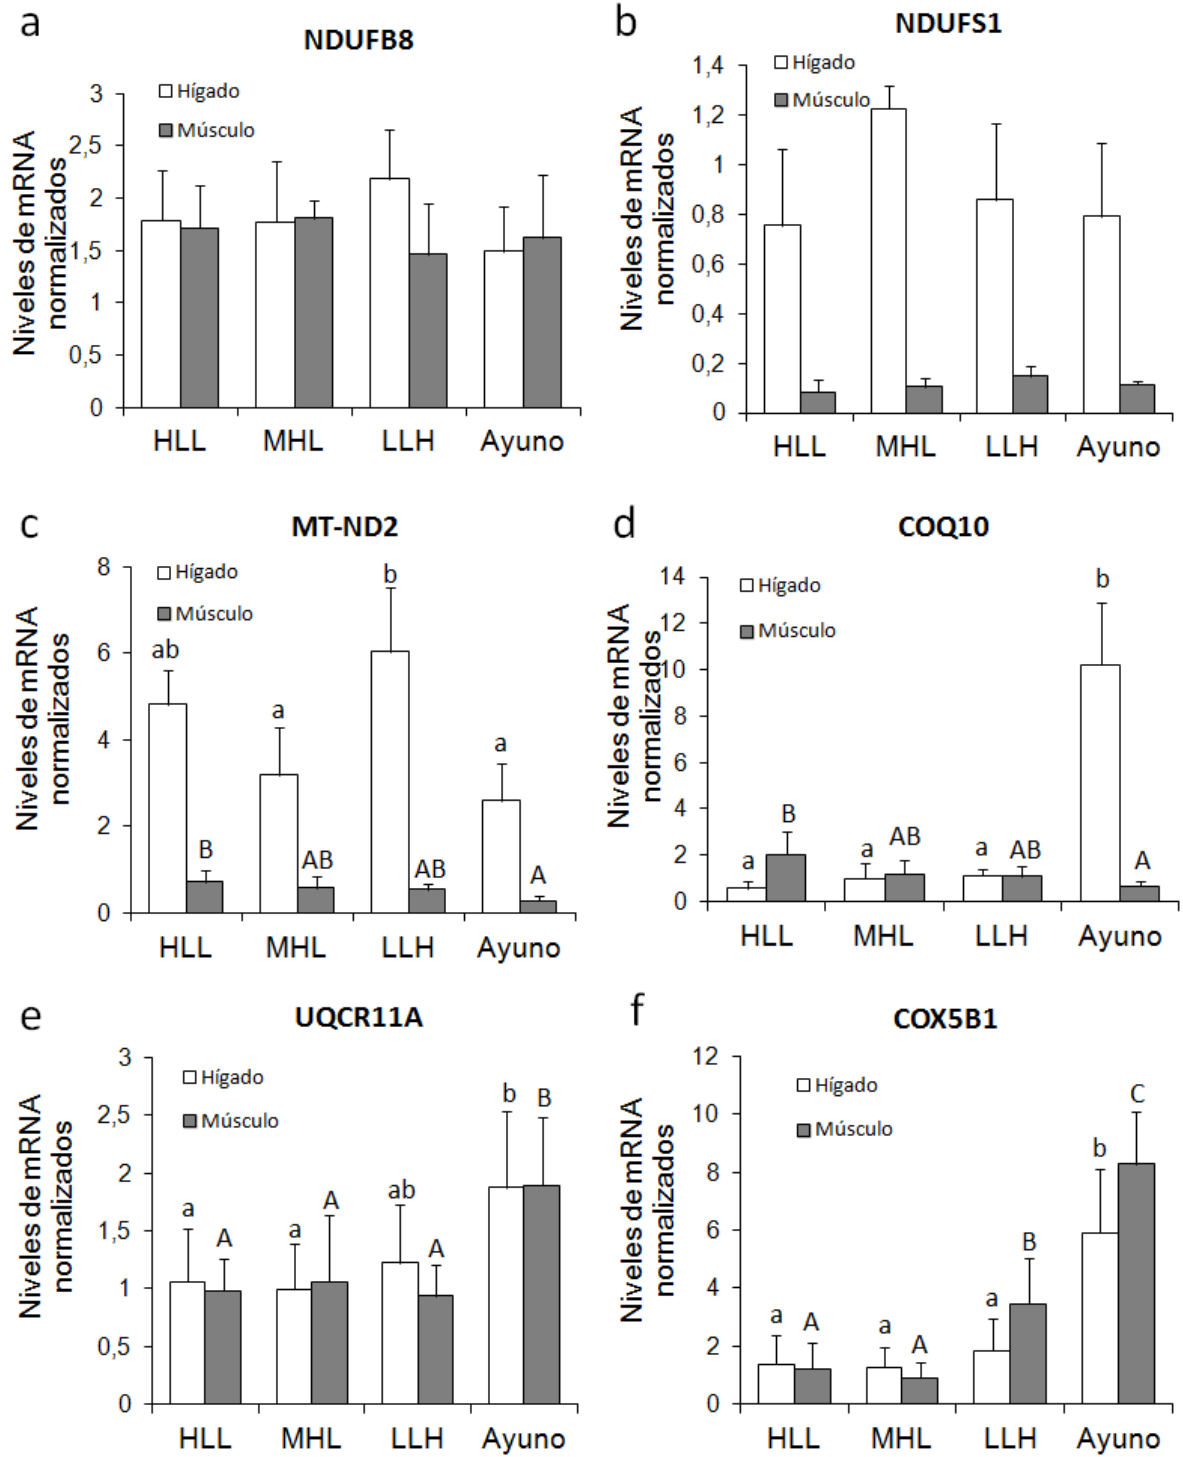 a
NDUFB8
Hígado
Músculo
Niveles de mRNA
normalizados
3
2,5
2
1,5
1
0,5
0
HLL MHL LLH Ayuno
b
NDUFS1
Hígado
Músculo
Niveles de mRNA
normalizados
1,4
1,2
1
0,8
0,6
0,4
0,2
0
HLL MHL LLH Ayuno
c
MT-ND2
Hígado
Músculo
Niveles de mRNA
normalizados
8
6
4
2
0
ab a b a
B AB AB A
HLL MHL LLH Ayuno
d
COQ10
Hígado
Músculo
Niveles de mRNA
normalizados
14
12
10
8
6
4
2
0
a B a AB a AB b A
HLL MHL LLH Ayuno
e
UQCR11A
Hígado
Músculo
Niveles de mRNA
normalizados
3
2,5
2
1,5
1
0,5
0
a A a A ab A b B
HLL MHL LLH Ayuno
f
COX5B1
Hígado
Músculo
Niveles de mRNA
normalizados
12
10
8
6
4
2
0
a A a A a B b C
HLL MHL LLH Ayuno